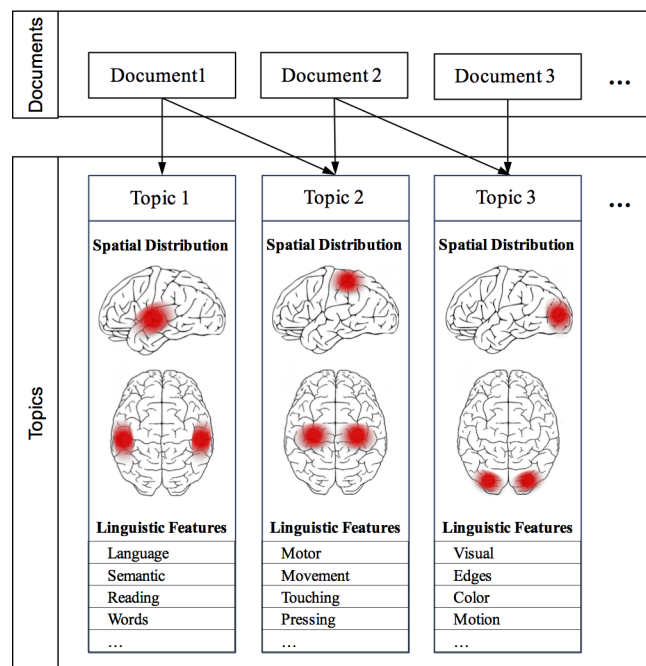 Documents
Document1
Document 2
Document 3
...
Topics
Topic 1
Topic 2
Topic 3
...
Spatial Distribution
Spatial Distribution
Spatial Distribution
Linguistic Features
Linguistic Features
Linguistic Features
Language
Semantic
Reading
Words
...
Motor
Movement
Touching
Pressing
...
Visual
Edges
Color
Motion
...